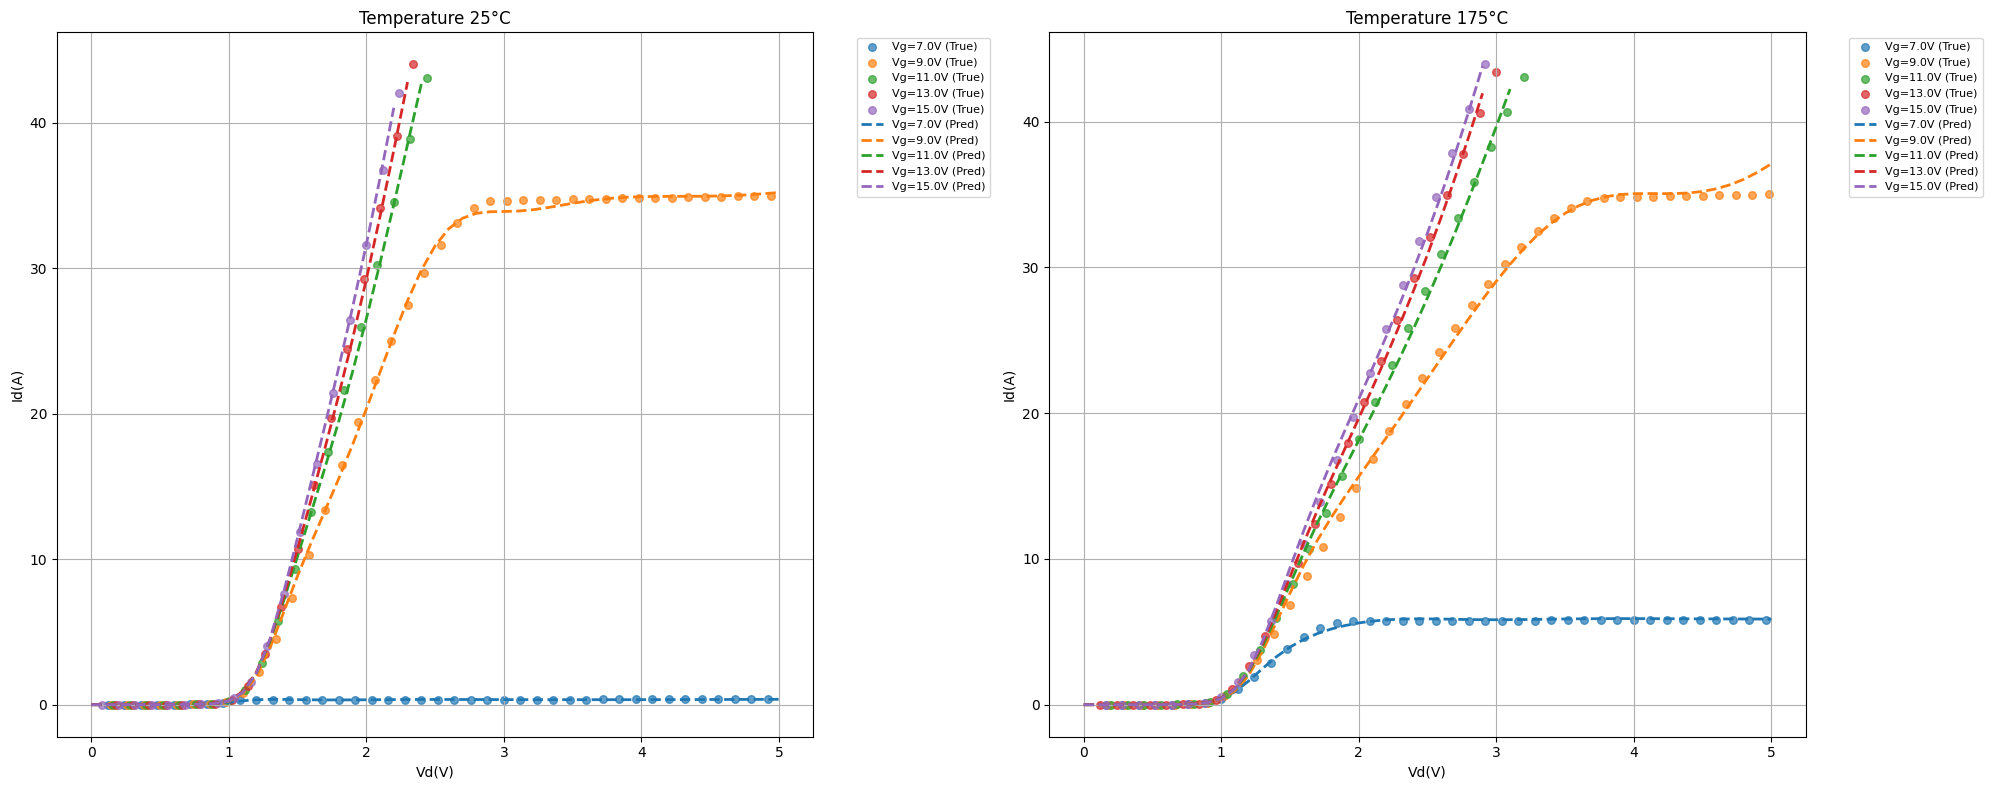 Temperature 25°C
Id(A)
40
30
20
10
0
0 1 2 3 4 5
Vd(V)
Vg=7.0V (True)
Vg=9.0V (True)
Vg=11.0V (True)
Vg=13.0V (True)
Vg=15.0V (True)
Vg=7.0V (Pred)
Vg=9.0V (Pred)
Vg=11.0V (Pred)
Vg=13.0V (Pred)
Vg=15.0V (Pred)
Temperature 175°C
Id(A)
40
30
20
10
0
0 1 2 3 4 5
Vd(V)
Vg=7.0V (True)
Vg=9.0V (True)
Vg=11.0V (True)
Vg=13.0V (True)
Vg=15.0V (True)
Vg=7.0V (Pred)
Vg=9.0V (Pred)
Vg=11.0V (Pred)
Vg=13.0V (Pred)
Vg=15.0V (Pred)